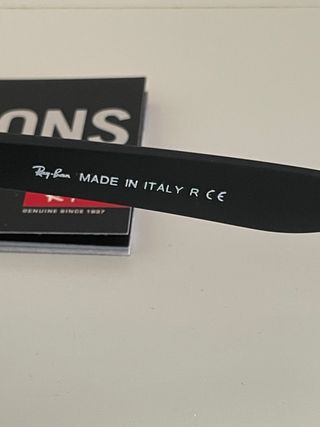 ONS
Ray-Ban MADE IN ITALY R CE
GENUINE SINCE 1937